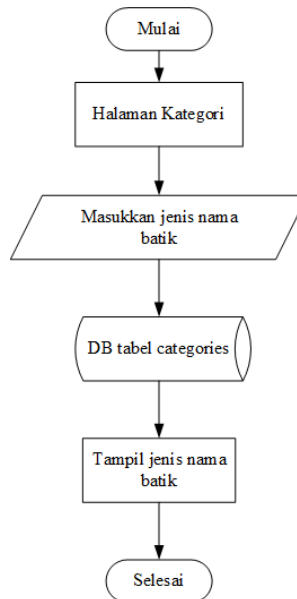 Mulai
Halaman Kategori
Masukkan jenis nama
batik
DB tabel categories
Tampil jenis nama
batik
Selesai